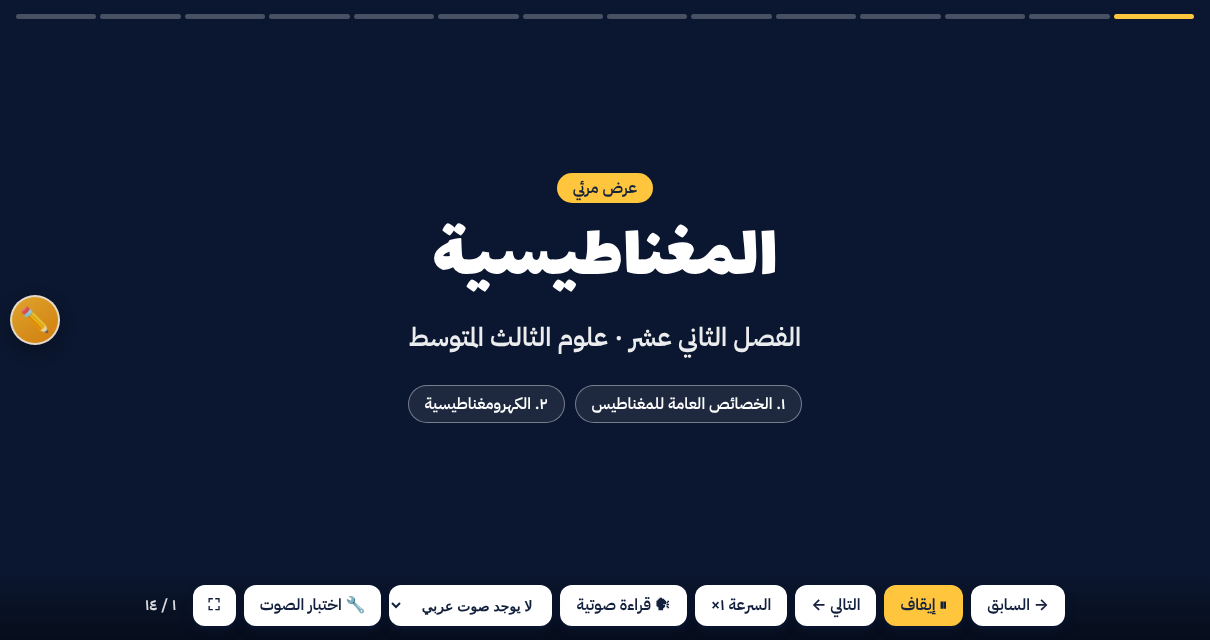 عرض مرئي
المغناطيسية
الفصل الثاني عشر · علوم الثالث المتوسط
١. الخصائص العامة للمغناطيس
٢. الكهرومغناطيسية
→ السابق
⏸ إيقاف
التالي ←
السرعة ١×
🗣 قراءة صوتية
لا يوجد صوت عربي
🔧 اختبار الصوت
١ / ١٤